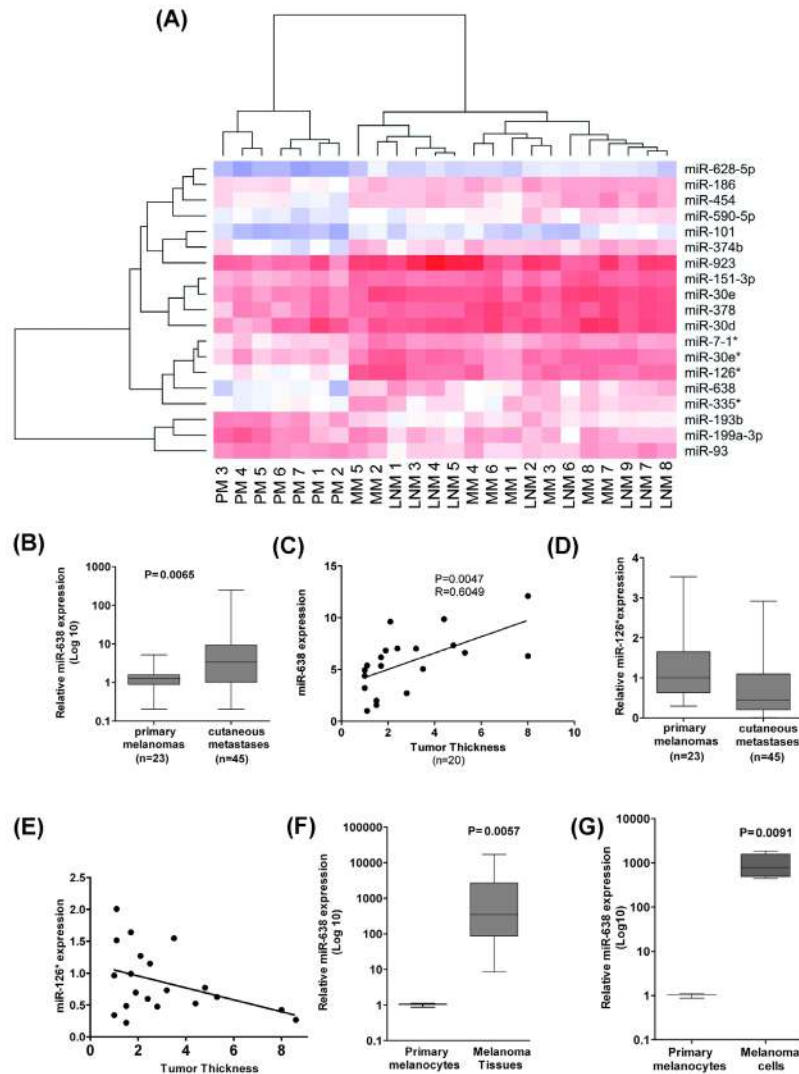 (A)
miR-628-5p
miR-186
miR-454
miR-590-5p
miR-101
miR-374b
miR-923
miR-151-3p
miR-30e
miR-378
miR-30d
miR-7-1*
miR-30e*
miR-126*
miR-638
miR-335*
miR-193b
miR-199a-3p
miR-93
PM 3
PM 4
PM 5
PM 6
PM 7
PM 1
PM 2
MM 5
MM 2
LNM 1
LNM 3
LNM 4
LNM 5
MM 4
MM 6
MM 1
LNM 2
MM 3
LNM 6
MM 8
MM 7
LNM 9
LNM 7
LNM 8
(B)
Relative miR-638 expression
(Log 10)
1000
100
10
1
0.1
P=0.0065
primary
melanomas
(n=23)
cutaneous
metastases
(n=45)
(C)
miR-638 expression
15
10
5
0
P=0.0047
R=0.6049
0 2 4 6 8 10
Tumor Thickness
(n=20)
(D)
Relative miR-126*expression
4
3
2
1
0
primary
melanomas
(n=23)
cutaneous
metastases
(n=45)
(E)
miR-126* expression
2.5
2.0
1.5
1.0
0.5
0.0
0 2 4 6 8
Tumor Thickness
(F)
Relative miR-638 expression
(Log 10)
100000
10000
1000
100
10
1
0.1
P=0.0057
Primary
melanocytes
Melanoma
Tissues
(G)
Relative miR-638 expression
(Log10)
10000
1000
100
10
1
0.1
P=0.0091
Primary
melanocytes
Melanoma
cells